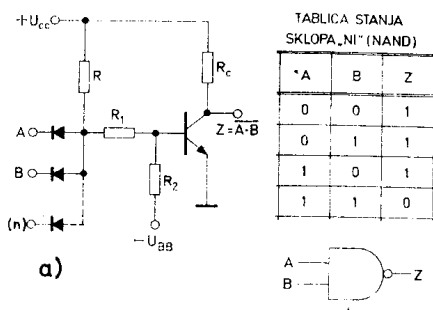 +Ucc
R
Rc
A
R1
Z=A·B
B
R2
(n)
-UBB
a)
TABLICA STANJA
SKLOPA„NI" (NAND)
A B Z
0 0 1
0 1 1
1 0 1
1 1 0
A
B
Z